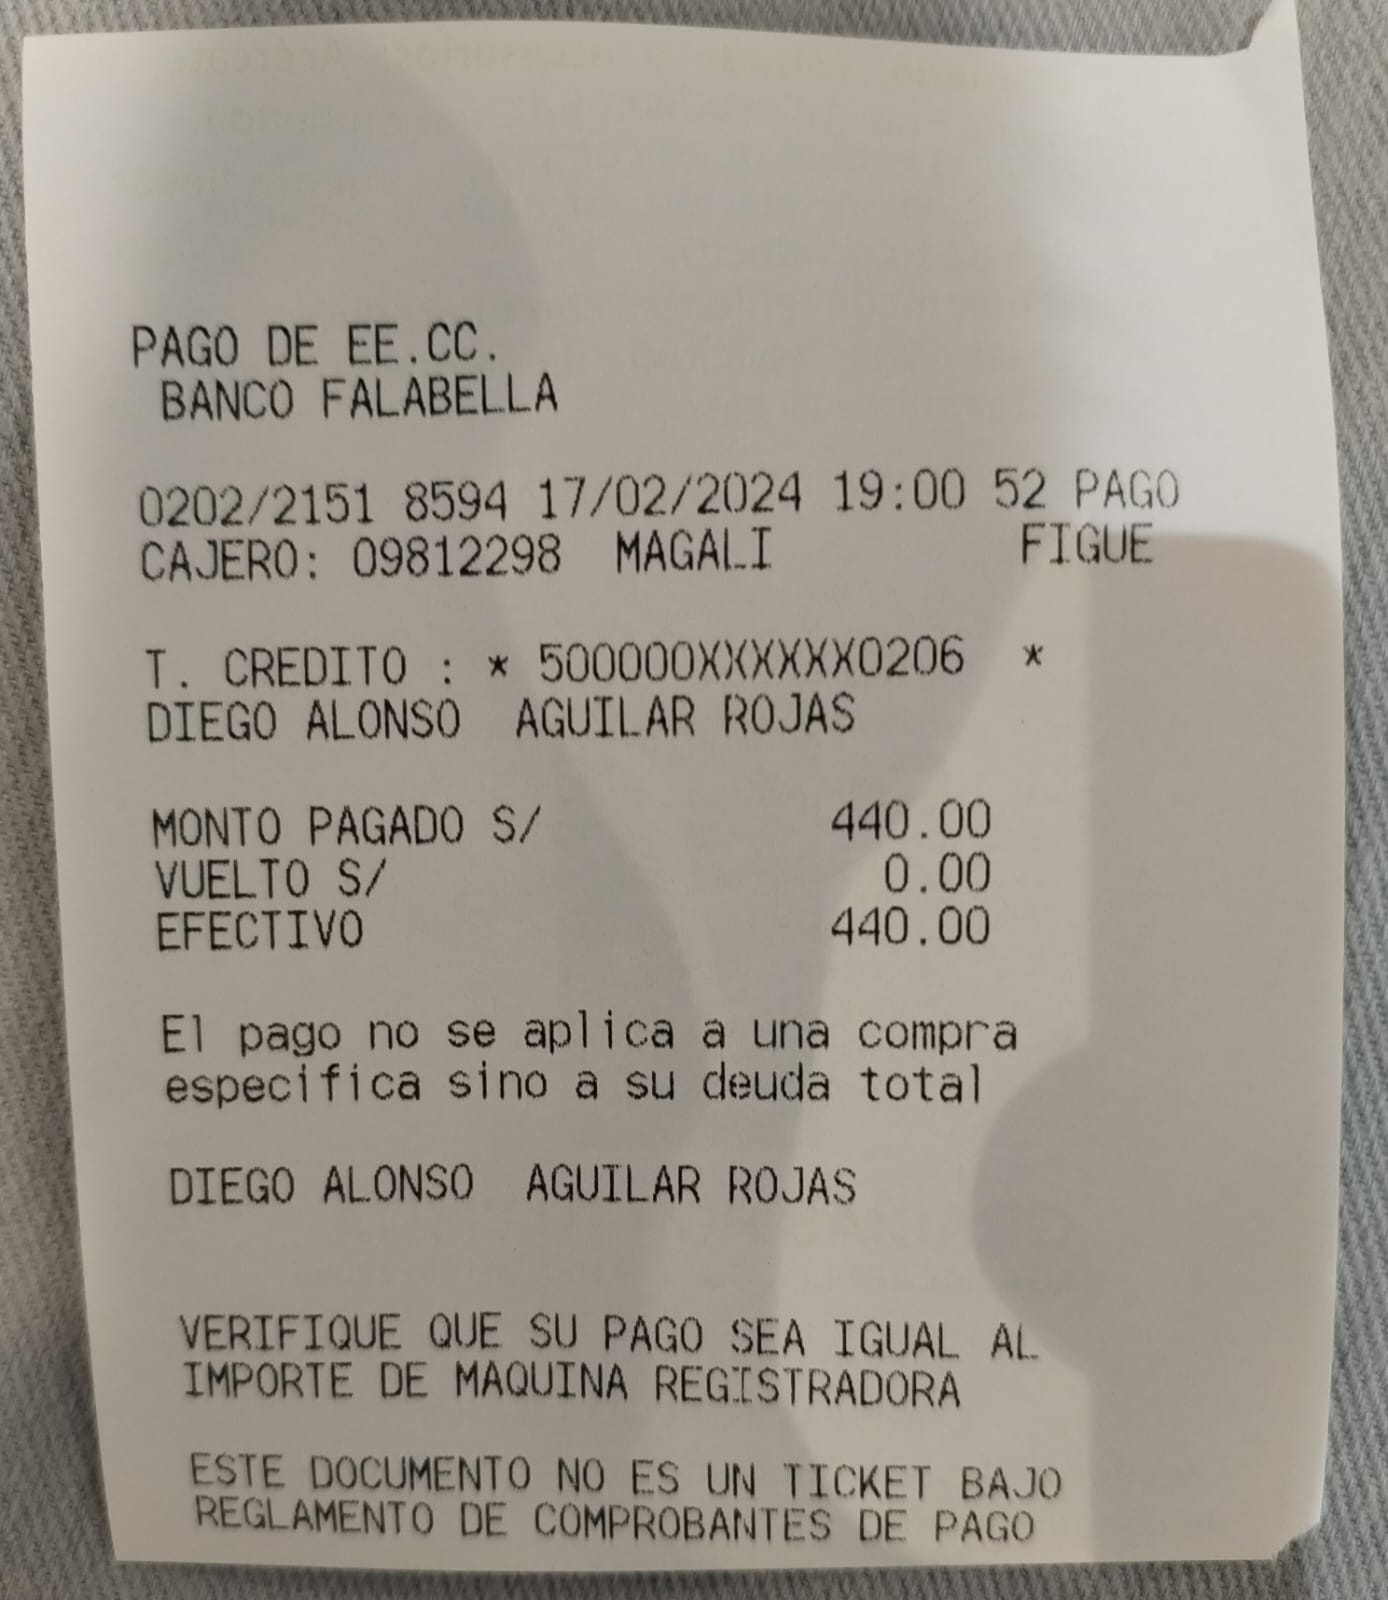 PAGO DE EE.CC.
BANCO FALABELLA
0202/2151 8594 17/02/2024 19:00 52 PAGO
CAJERO: 09812298 MAGALI FIGUE
T. CREDITO : * 500000XXXXXX0206 *
DIEGO ALONSO AGUILAR ROJAS
MONTO PAGADO S/ 440.00
VUELTO S/ 0.00
EFECTIVO 440.00
El pago no se aplica a una compra
especifica sino a su deuda total
DIEGO ALONSO AGUILAR ROJAS
VERIFIQUE QUE SU PAGO SEA IGUAL AL
IMPORTE DE MAQUINA REGISTRADORA
ESTE DOCUMENTO NO ES UN TICKET BAJO
REGLAMENTO DE COMPROBANTES DE PAGO